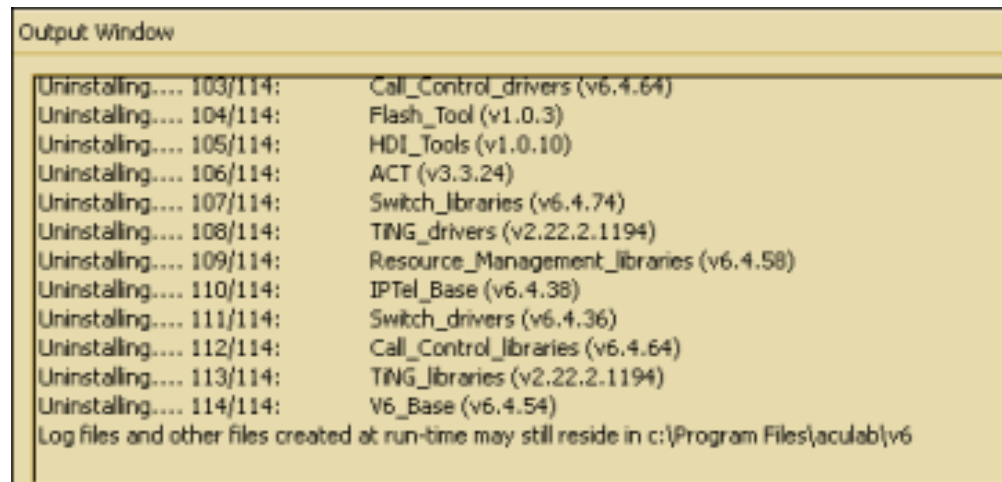 Output Window
Uninstalling.... 103/114: Call_Control_drivers (v6.4.64)
Uninstalling.... 104/114: Flash_Tool (v1.0.3)
Uninstalling.... 105/114: HDI_Tools (v1.0.10)
Uninstalling.... 106/114: ACT (v3.3.24)
Uninstalling.... 107/114: Switch_libraries (v6.4.74)
Uninstalling.... 108/114: TiNG_drivers (v2.22.2.1194)
Uninstalling.... 109/114: Resource_Management_libraries (v6.4.58)
Uninstalling.... 110/114: IPTel_Base (v6.4.38)
Uninstalling.... 111/114: Switch_drivers (v6.4.36)
Uninstalling.... 112/114: Call_Control_libraries (v6.4.64)
Uninstalling.... 113/114: TiNG_libraries (v2.22.2.1194)
Uninstalling.... 114/114: V6_Base (v6.4.54)
Log files and other files created at run-time may still reside in c:\Program Files\aculab\v6